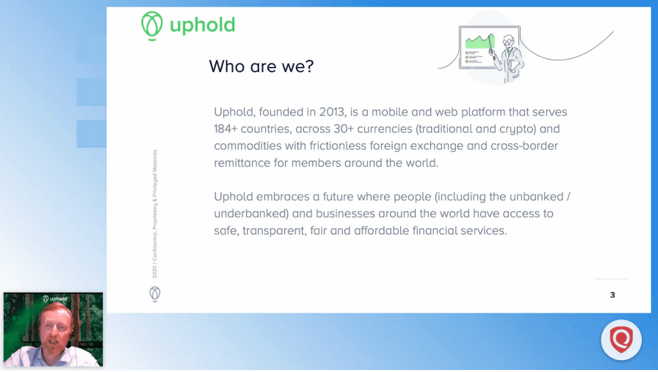 uphold
Who are we?
Uphold, founded in 2013, is a mobile and web platform that serves
184+ countries, across 30+ currencies (traditional and crypto) and
commodities with frictionless foreign exchange and cross-border
remittance for members around the world.
Uphold embraces a future where people (including the unbanked /
underbanked) and businesses around the world have access to
safe, transparent, fair and affordable financial services.
2020 | Confidential, Proprietary & Privileged Materials
3
uphold